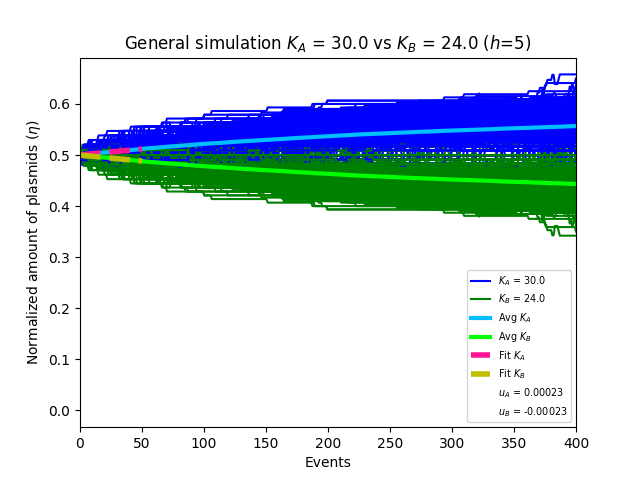 General simulation K_A = 30.0 vs K_B = 24.0 (h=5)
Normalized amount of plasmids (η)
0.6
0.5
0.4
0.3
0.2
0.1
0.0
K_A = 30.0
K_B = 24.0
Avg K_A
Avg K_B
Fit K_A
Fit K_B
u_A = 0.00023
u_B = -0.00023
0 50 100 150 200 250 300 350 400
Events